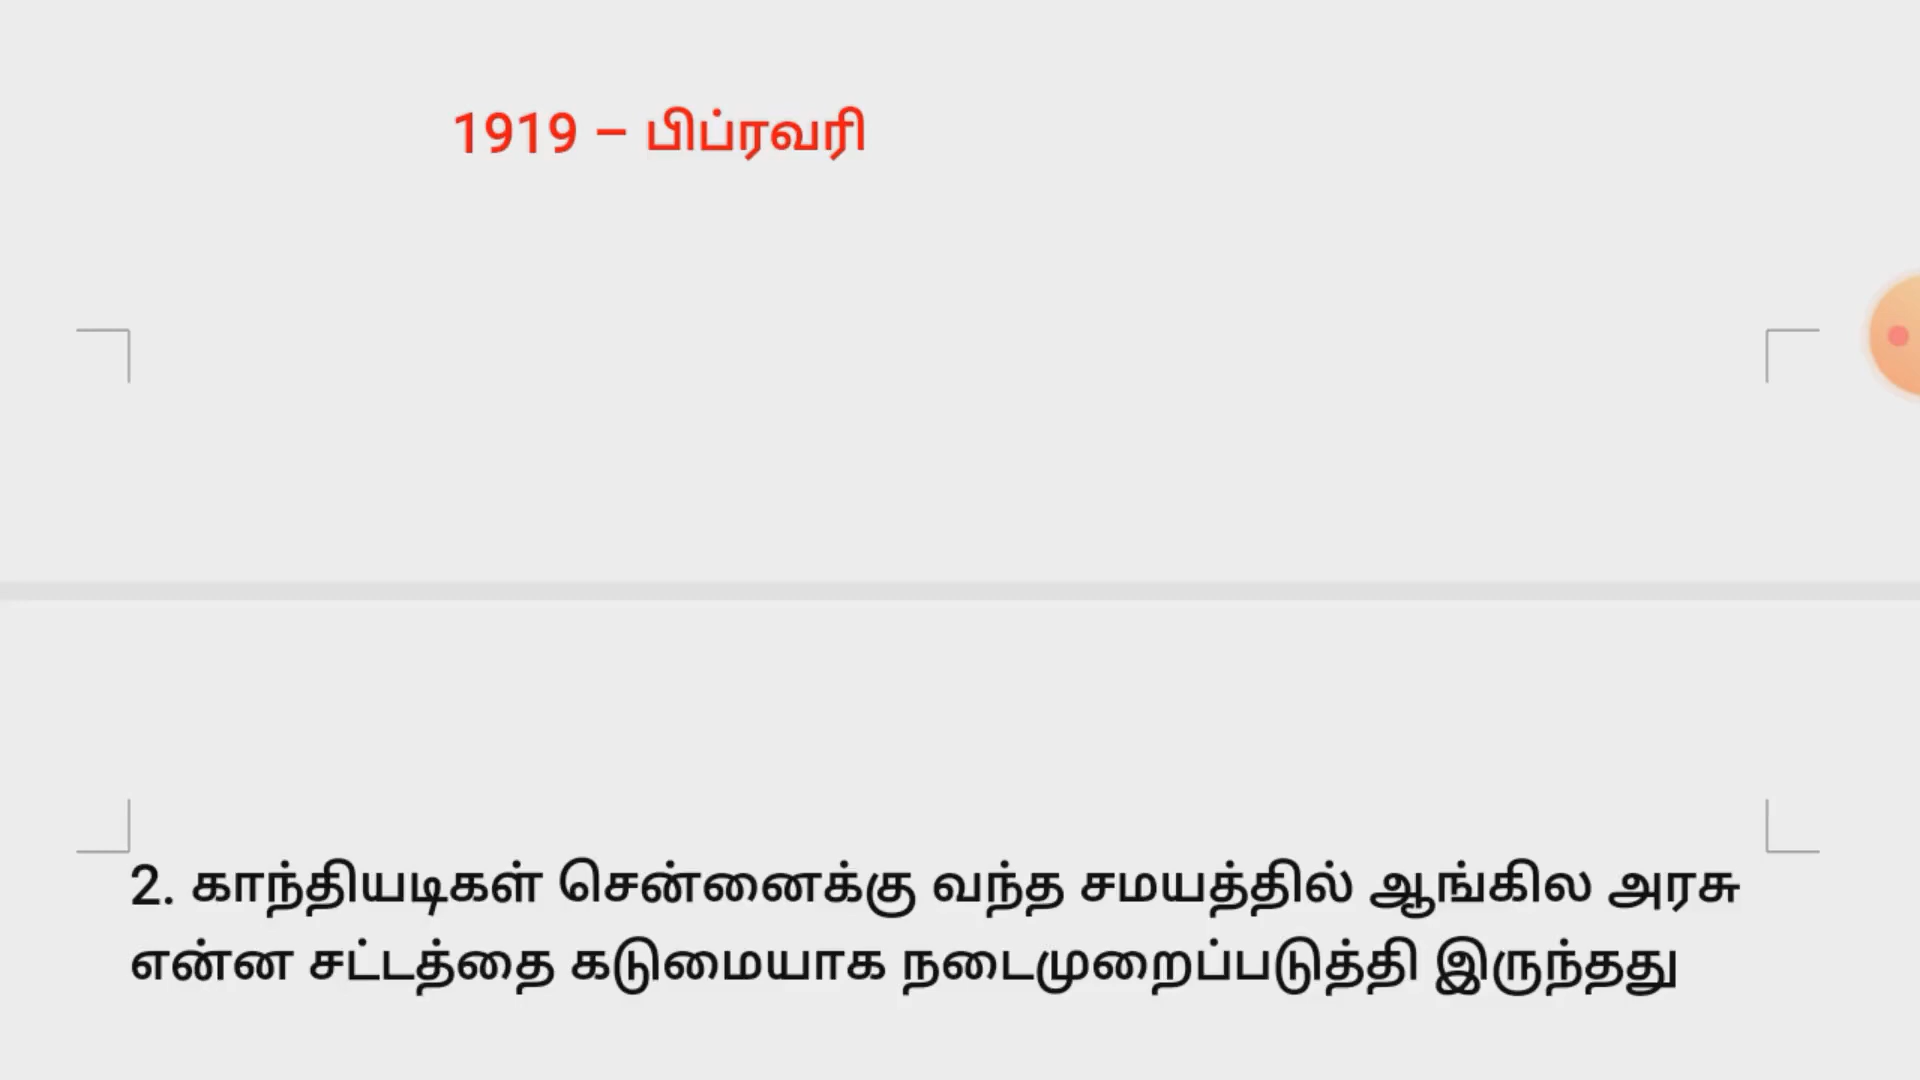 1919 – பிப்ரவரி
2. காந்தியடிகள் சென்னைக்கு வந்த சமயத்தில் ஆங்கில அரசு
என்ன சட்டத்தை கடுமையாக நடைமுறைப்படுத்தி இருந்தது